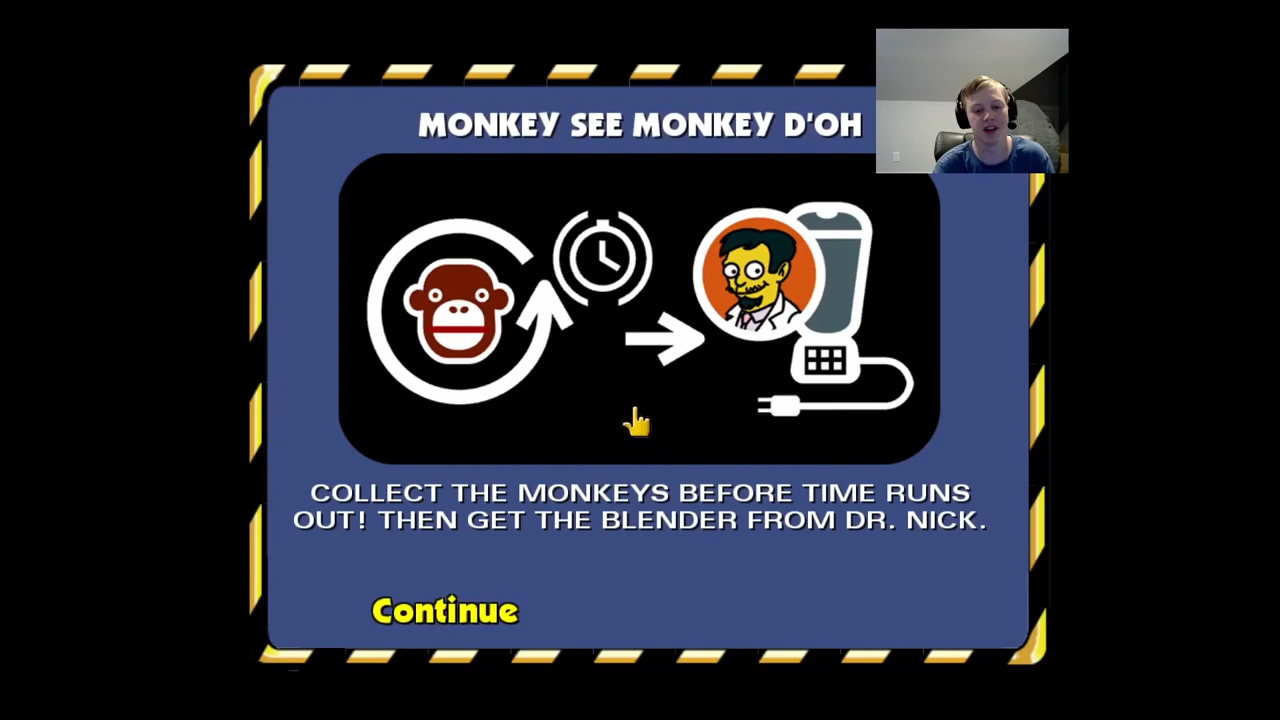 MONKEY SEE MONKEY D'OH
COLLECT THE MONKEYS BEFORE TIME RUNS
OUT! THEN GET THE BLENDER FROM DR. NICK.
Continue